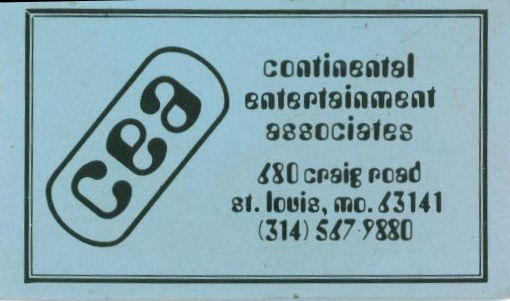 cea
continental
entertainment
associates
680 craig road
st. louis, mo. 63141
(314) 567-9880